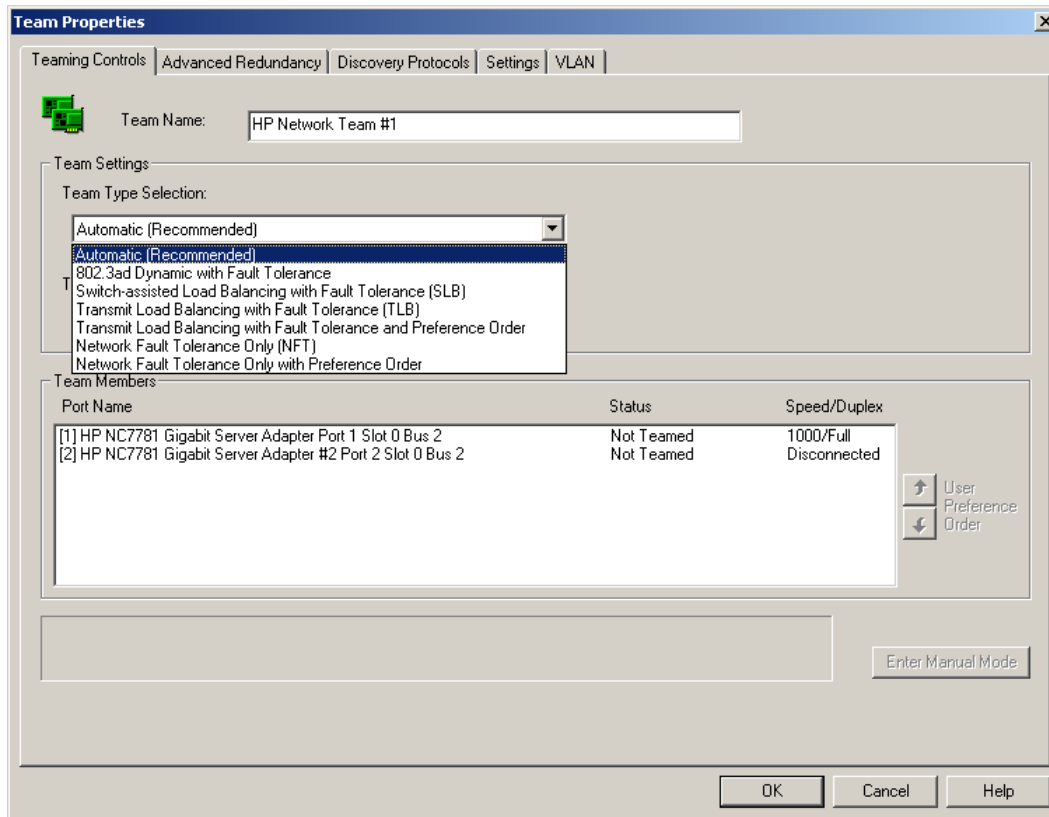 Team Properties
Teaming Controls Advanced Redundancy Discovery Protocols Settings VLAN
Team Name: HP Network Team #1
Team Settings
Team Type Selection:
Automatic (Recommended)
Automatic (Recommended)
802.3ad Dynamic with Fault Tolerance
Switch-assisted Load Balancing with Fault Tolerance (SLB)
T
Transmit Load Balancing with Fault Tolerance (TLB)
Transmit Load Balancing with Fault Tolerance and Preference Order
Network Fault Tolerance Only (NFT)
Network Fault Tolerance Only with Preference Order
Team Members
Port Name Status Speed/Duplex
[1] HP NC7781 Gigabit Server Adapter Port 1 Slot 0 Bus 2 Not Teamed 1000/Full
[2] HP NC7781 Gigabit Server Adapter #2 Port 2 Slot 0 Bus 2 Not Teamed Disconnected
User
Preference
Order
Enter Manual Mode
OK Cancel Help